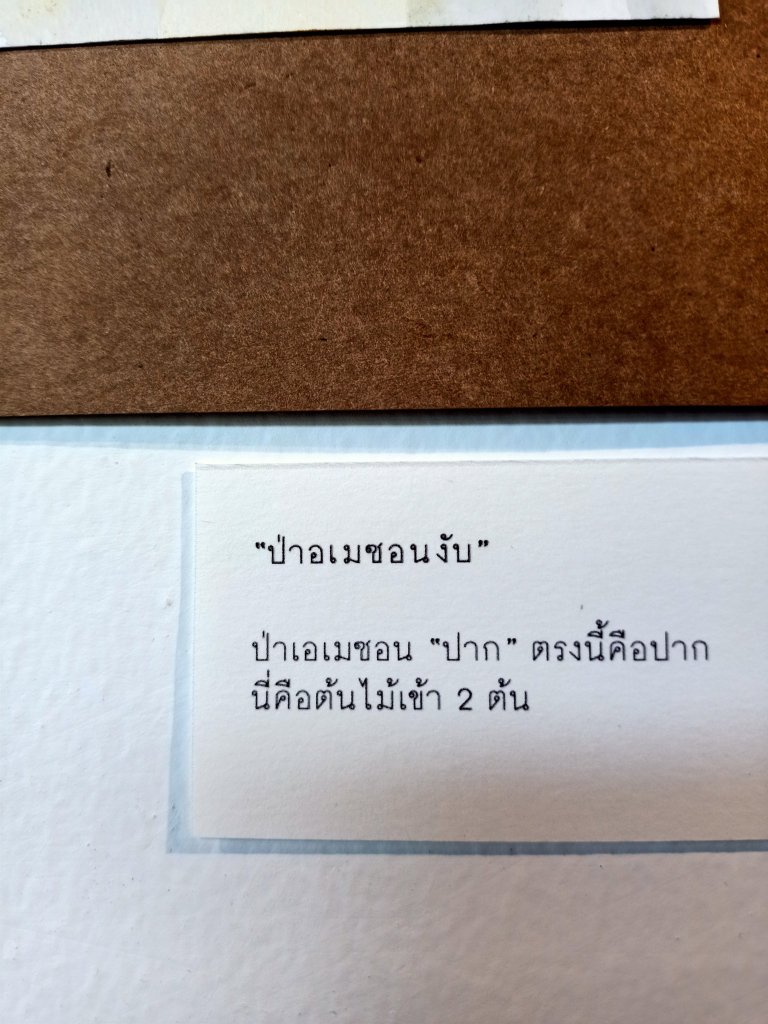 “ป่าอเมซอนงับ”
ป่าเอเมซอน “ปาก” ตรงนี้คือปาก
นี่คือต้นไม้เข้า 2 ต้น